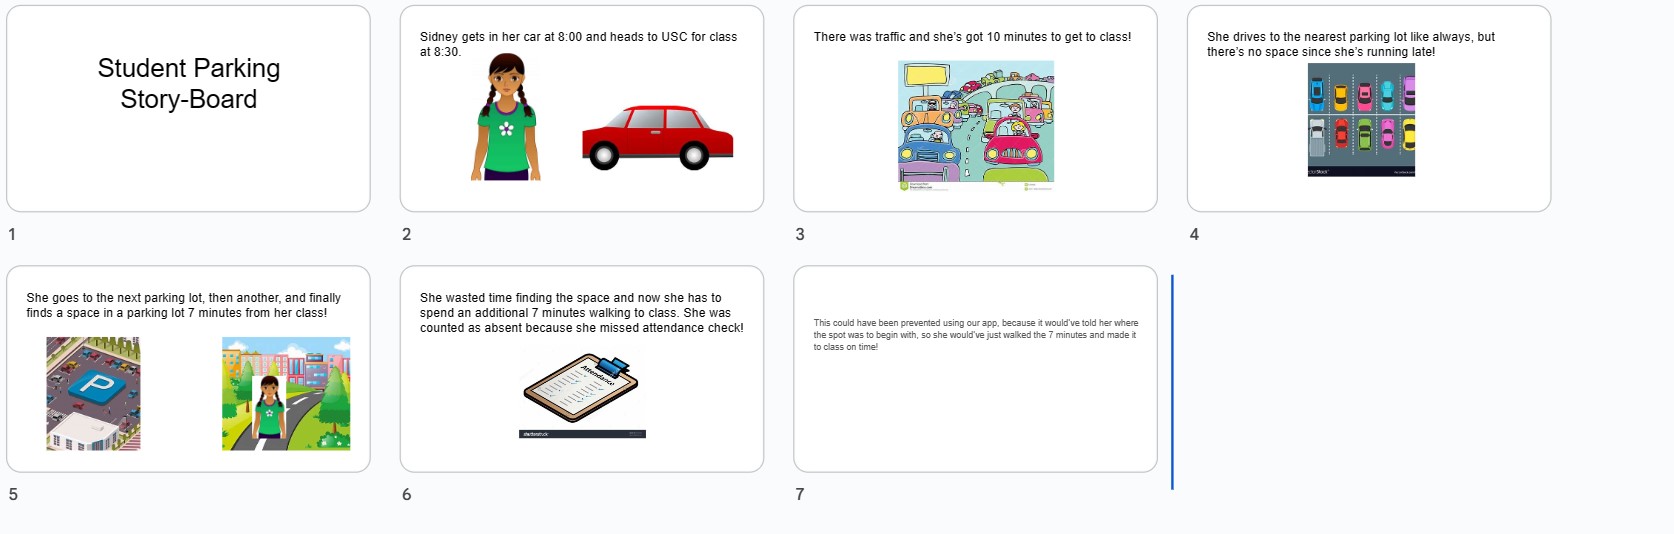 Student Parking
Story-Board
1
Sidney gets in her car at 8:00 and heads to USC for class
at 8:30.
2
There was traffic and she's got 10 minutes to get to class!
3
She drives to the nearest parking lot like always, but
there's no space since she's running late!
4
She goes to the next parking lot, then another, and finally
finds a space in a parking lot 7 minutes from her class!
P
5
She wasted time finding the space and now she has to
spend an additional 7 minutes walking to class. She was
counted as absent because she missed attendance check!
Attendance
shutterstock
6
This could have been prevented using our app, because it would've told her where
the spot was to begin with, so she would've just walked the 7 minutes and made it
to class on time!
7